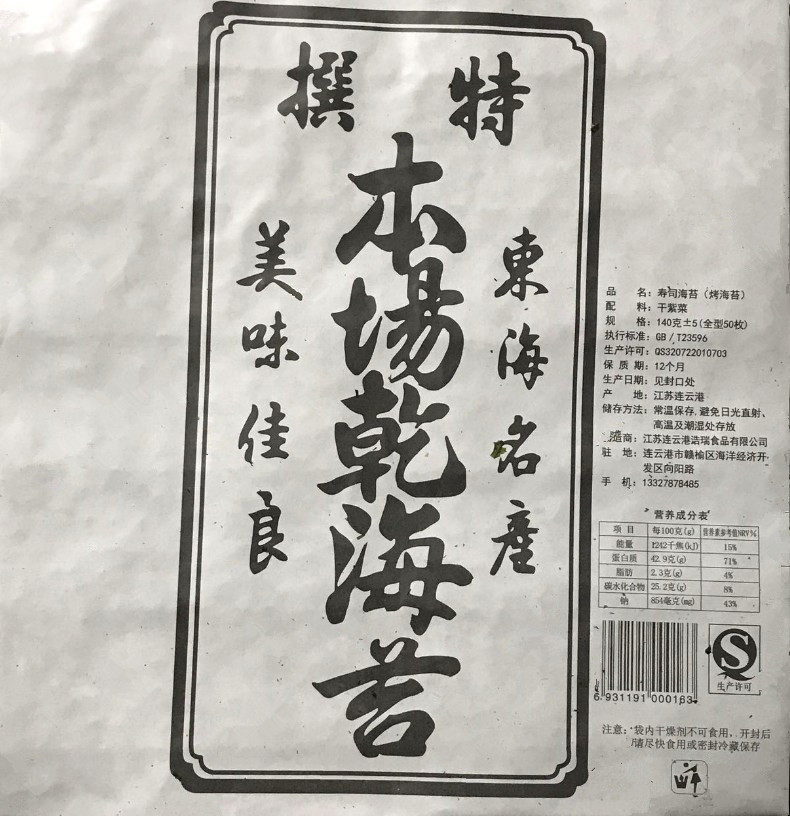 特撰
東海名産
本場乾海苔
美味佳良
品 名：寿司海苔（烤海苔）
配 料：干紫菜
规 格：140克±5(全型50枚)
执行标准：GB/T23596
生产许可：QS320722010703
保 质 期：12个月
生产日期：见封口处
产 地：江苏连云港
储存方法：常温保存，避免日光直射、
高温及潮湿处存放
商：江苏连云港浩瑞食品有限公司
驻 地：连云港市赣榆区海洋经济开
发区向阳路
手 机：13327878485
营养成分表
项目 每100克(g) 营养素参考值NRV%
能量 1242千焦(kJ) 15%
蛋白质 42.9克(g) 71%
脂肪 2.3克(g) 4%
碳水化合物 25.2克(g) 8%
钠 854毫克(mg) 43%
6 931191 000163
S
生产许可
注意：袋内干燥剂不可食用，开封后
请尽快食用或密封冷藏保存